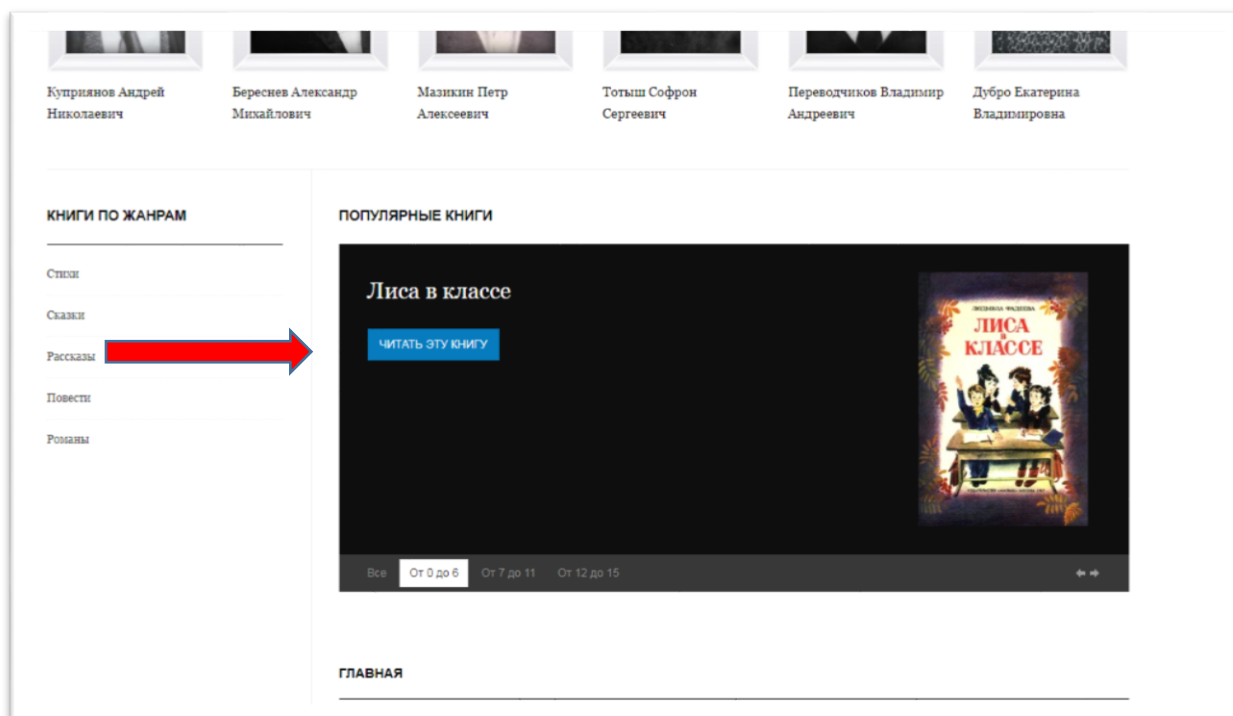 Куприянов Андрей
Николаевич
Береснев Александр
Михайлович
Мазикин Петр
Алексеевич
Тотыш Софрон
Сергеевич
Переводчиков Владимир
Андреевич
Дубро Екатерина
Владимировна
КНИГИ ПО ЖАНРАМ
Стихи
Сказки
Рассказы
Повести
Романы
ПОПУЛЯРНЫЕ КНИГИ
Лиса в классе
ЧИТАТЬ ЭТУ КНИГУ
ЛЮДМИЛА ФАДЕЕВА
ЛИСА
в
КЛАССЕ
Все От 0 до 6 От 7 до 11 От 12 до 15
ГЛАВНАЯ